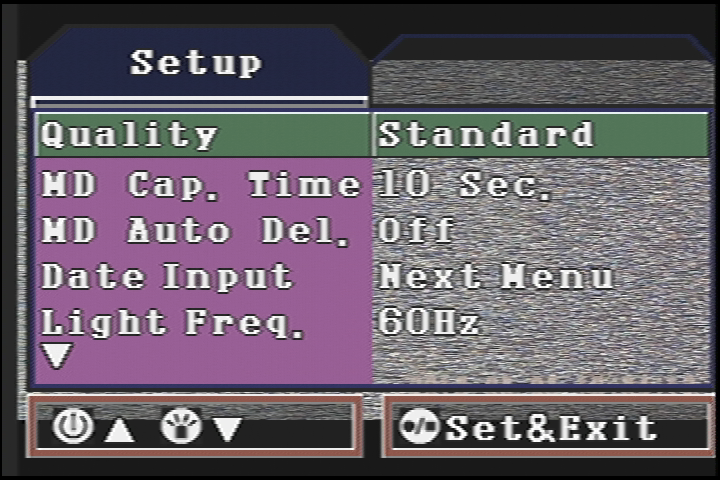 Setup
Quality Standard
MD Cap. Time 10 Sec.
MD Auto Del. Off
Date Input Next Menu
Light Freq. 60Hz
Set&Exit